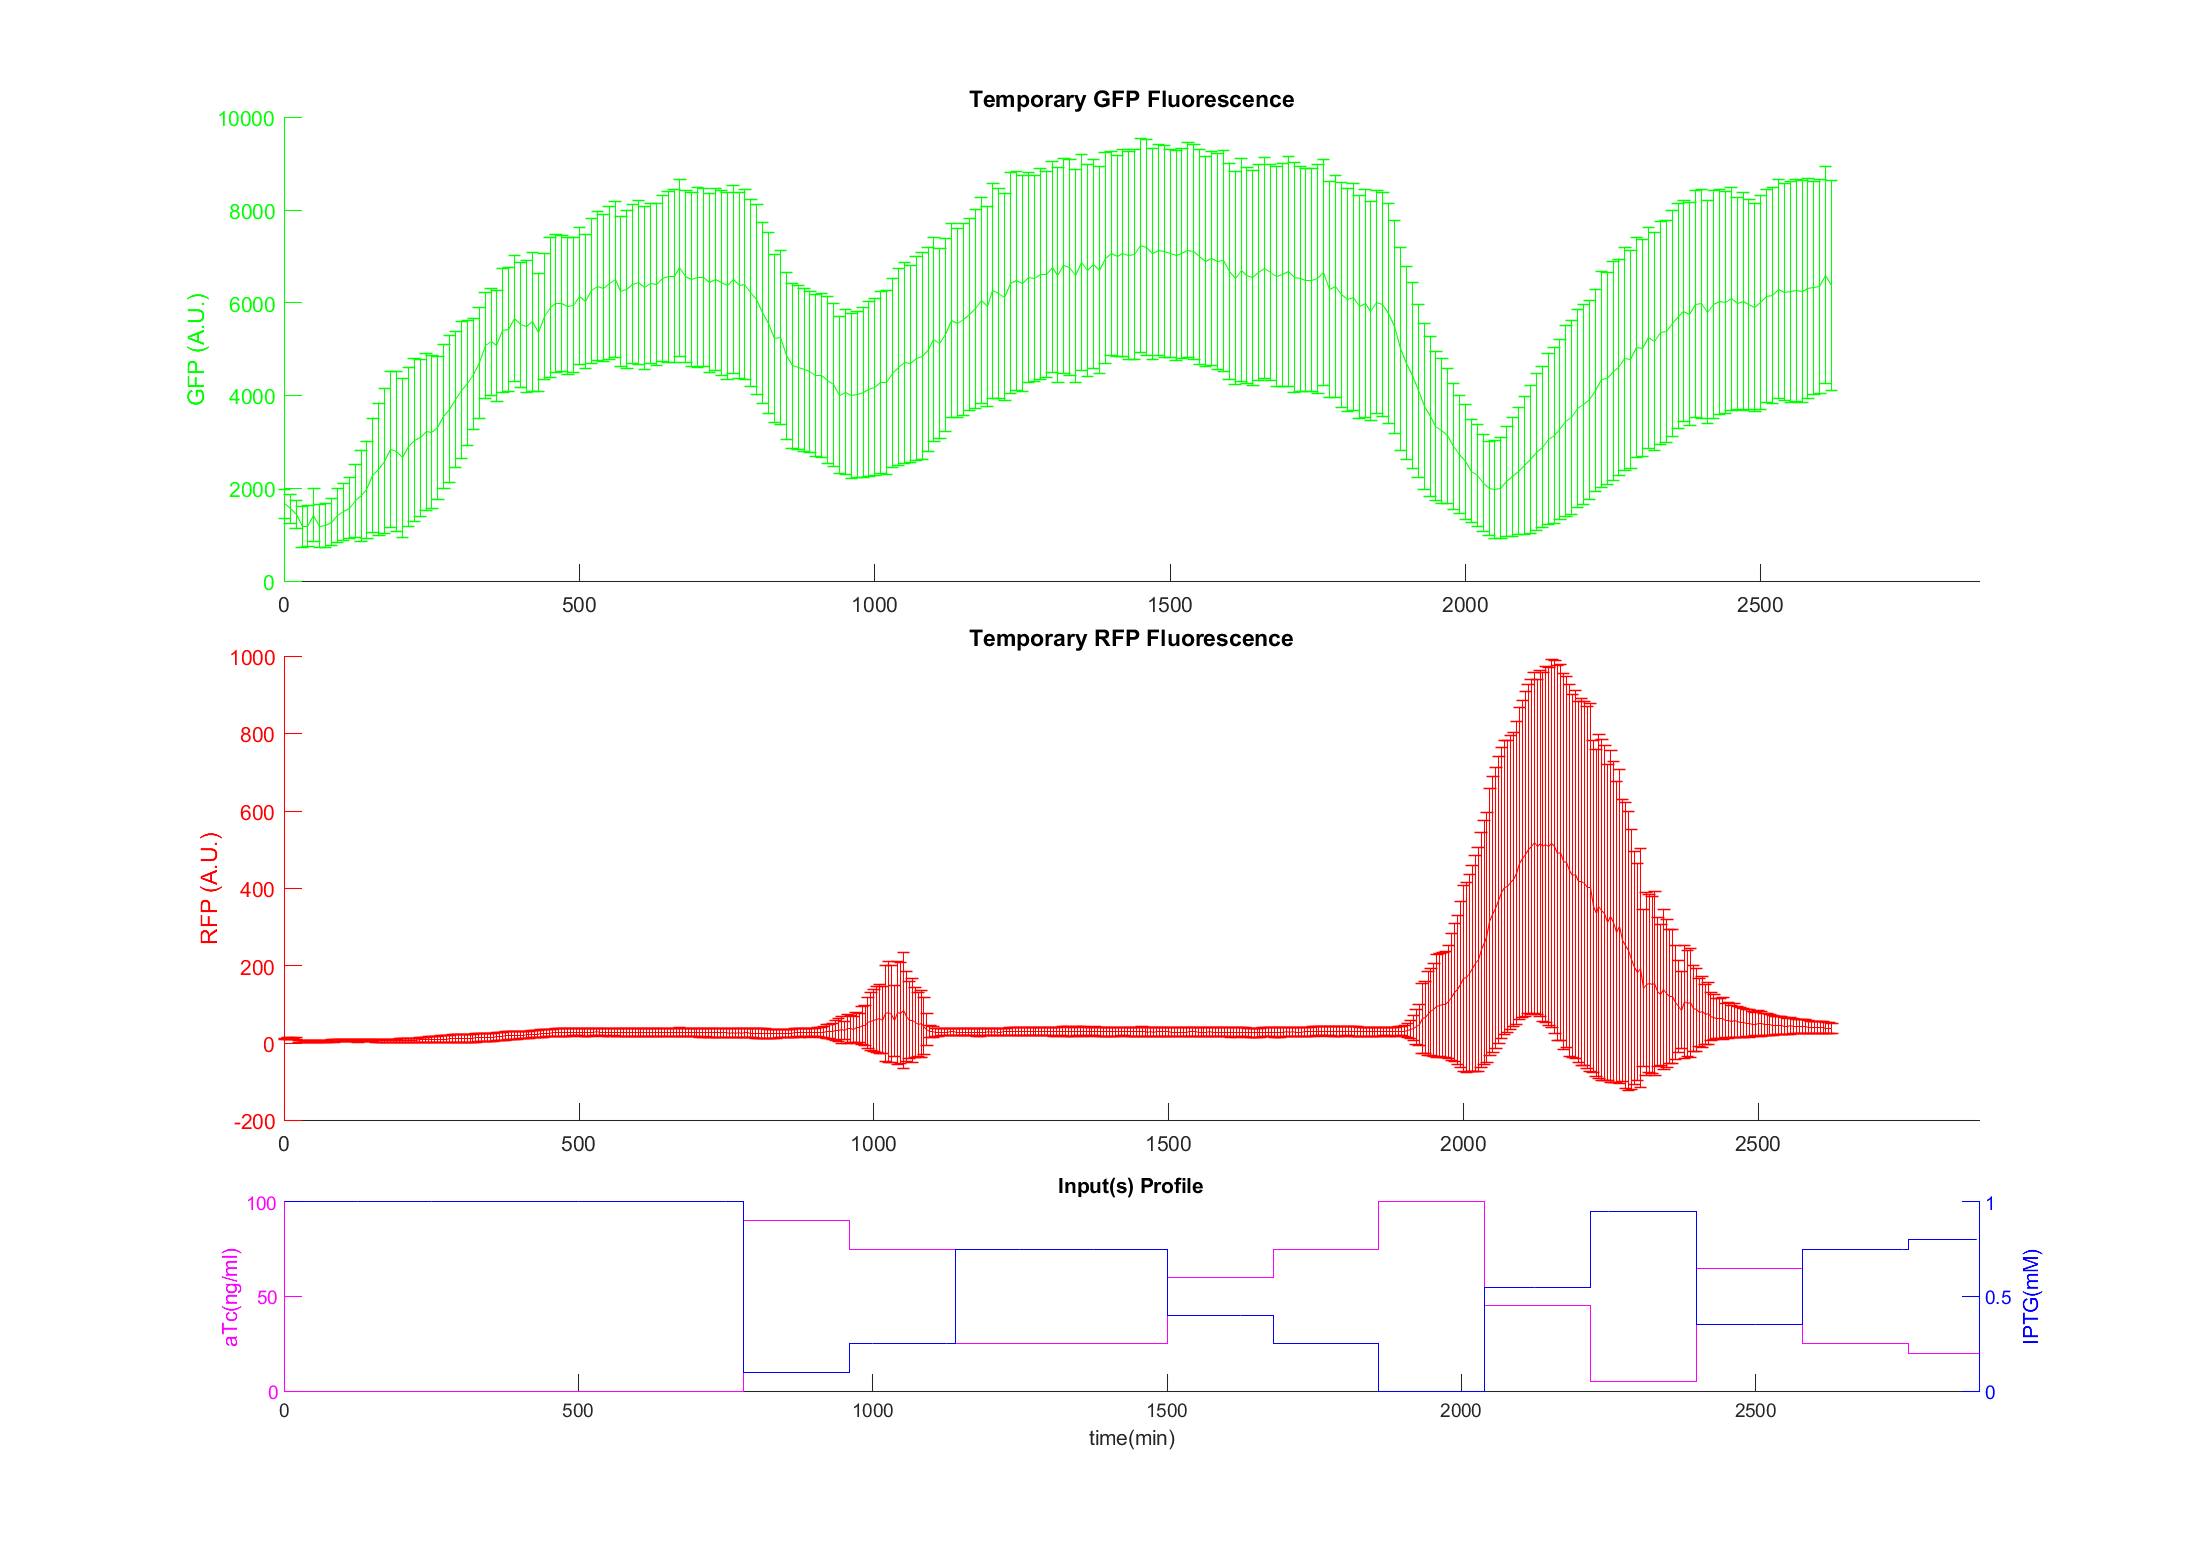 Temporary GFP Fluorescence
10000
8000
6000
4000
2000
0
GFP (A.U.)
0 500 1000 1500 2000 2500
Temporary RFP Fluorescence
1000
800
600
400
200
0
-200
RFP (A.U.)
0 500 1000 1500 2000 2500
Input(s) Profile
100
50
0
aTc(ng/ml)
1
0.5
0
IPTG(mM)
0 500 1000 1500 2000 2500
time(min)